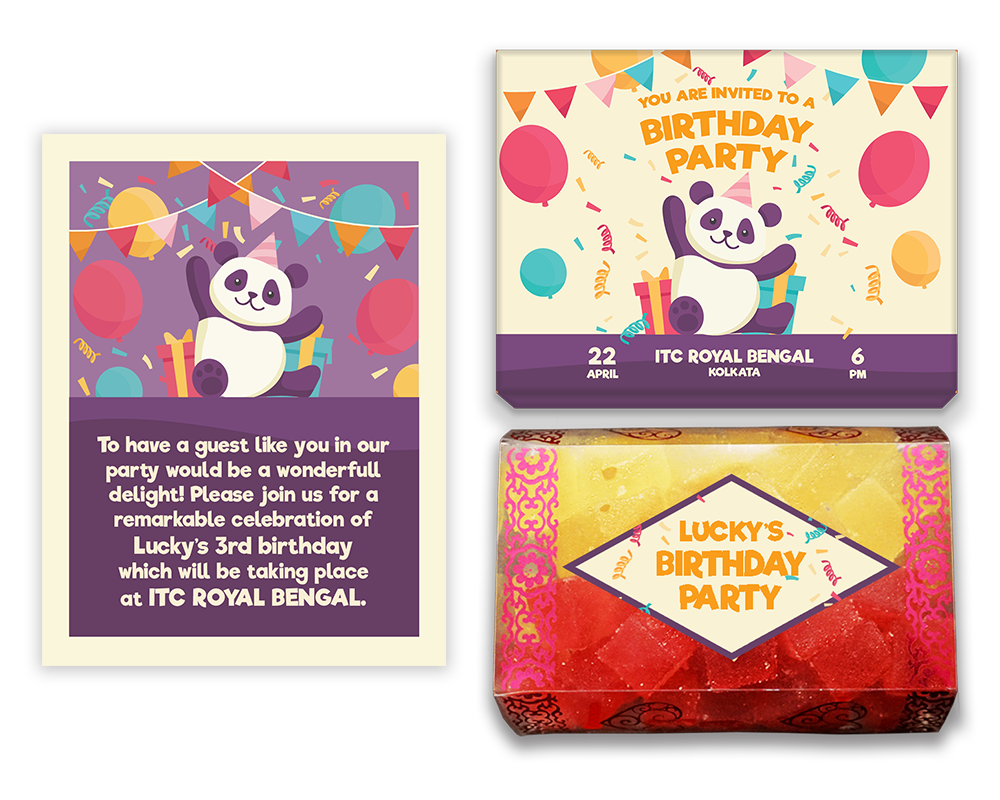 To have a guest like you in our
party would be a wonderfull
delight! Please join us for a
remarkable celebration of
Lucky's 3rd birthday
which will be taking place
at ITC ROYAL BENGAL.
YOU ARE INVITED TO A
BIRTHDAY
PARTY
22
APRIL
ITC ROYAL BENGAL
KOLKATA
6
PM
LUCKY'S
BIRTHDAY
PARTY